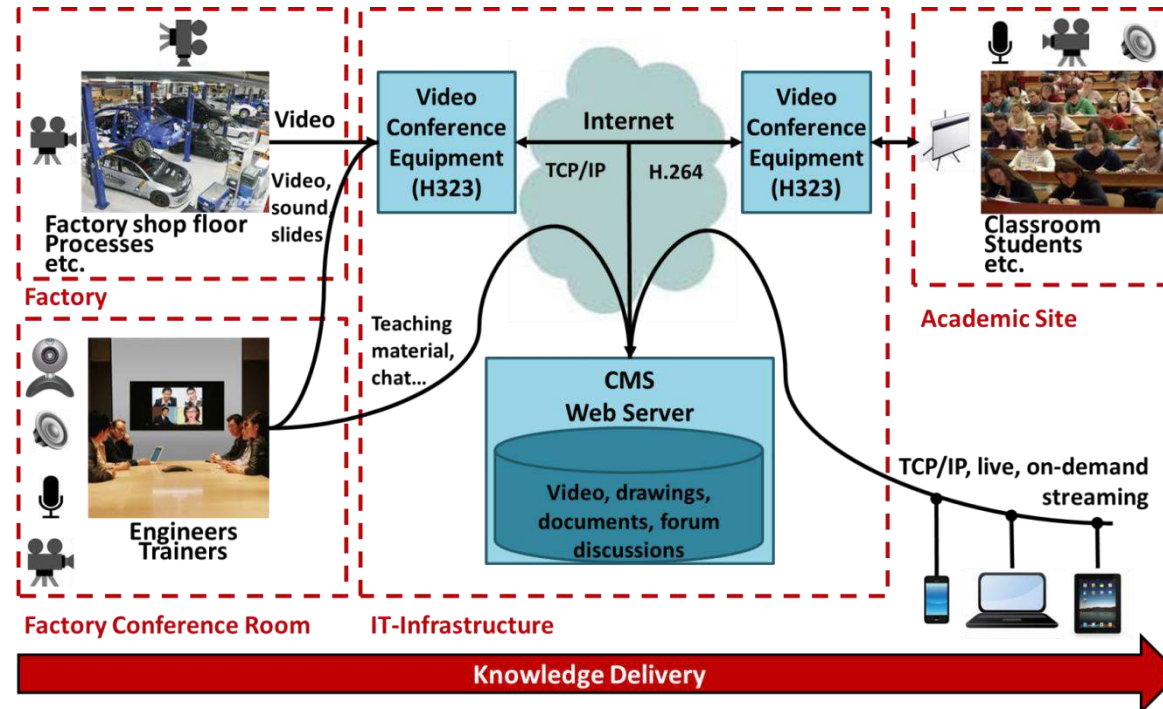 Video
Video,
sound,
slides
Factory shop floor
Processes
etc.
Factory
Video
Conference
Equipment
(H323)
Internet
TCP/IP
H.264
Video
Conference
Equipment
(H323)
Classroom
Students
etc.
Academic Site
Engineers
Trainers
Factory Conference Room
Teaching
material,
chat...
CMS
Web Server
Video, drawings,
documents, forum
discussions
IT-Infrastructure
TCP/IP, live, on-demand
streaming
Knowledge Delivery